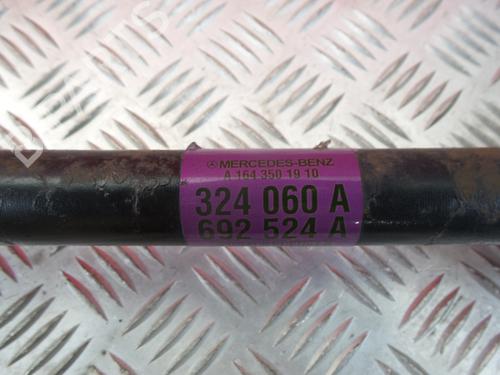 MERCEDES-BENZ
A 164 350 19 10
324 060 A
692 524 A